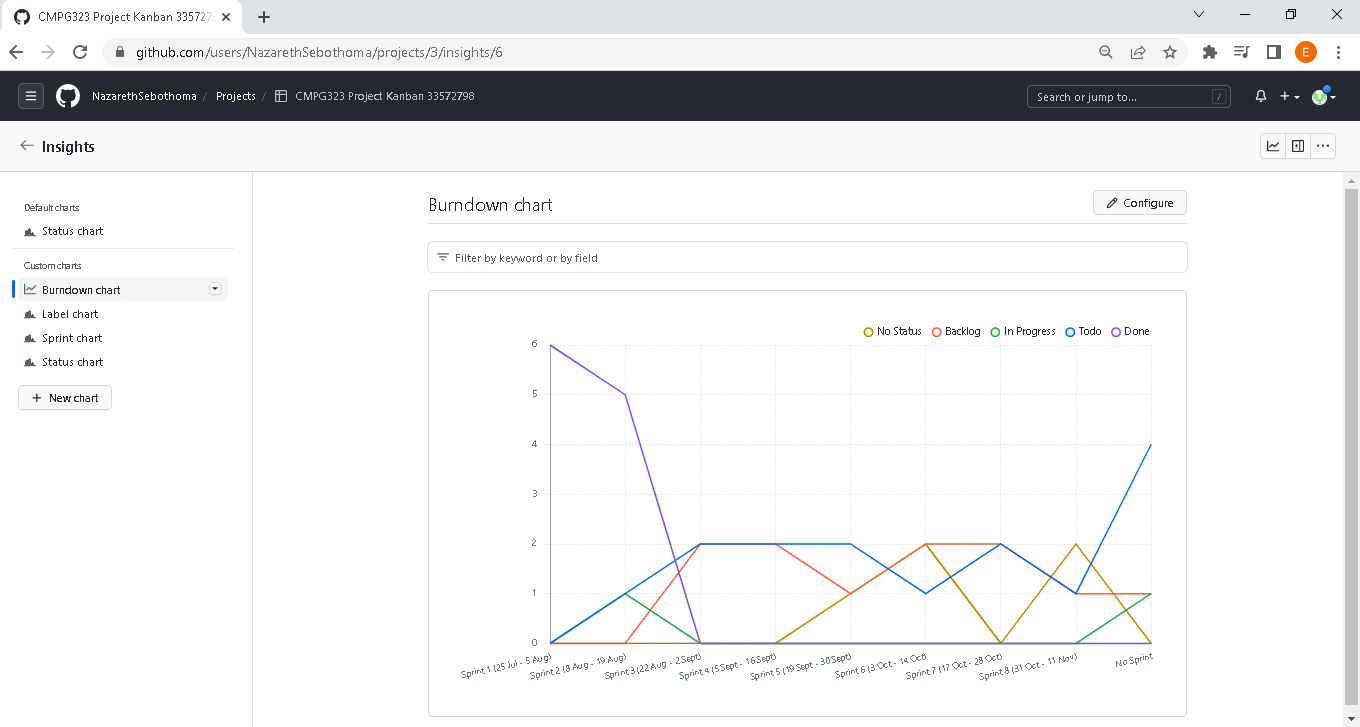 CMPG323 Project Kanban 335727
github.com/users/NazarethSebothoma/projects/3/insights/6
E
NazarethSebothoma / Projects / CMPG323 Project Kanban 33572798
Search or jump to... /
Insights
Default charts
Status chart
Custom charts
Burndown chart
Label chart
Sprint chart
Status chart
New chart
Burndown chart
Configure
Filter by keyword or by field
No Status Backlog In Progress Todo Done
6
5
4
3
2
1
0
Sprint 1 (25 Jul - 5 Aug)
Sprint 2 (8 Aug - 19 Aug)
Sprint 3 (22 Aug - 2 Sept)
Sprint 4 (5 Sept - 16 Sept)
Sprint 5 (19 Sept - 30 Sept)
Sprint 6 (3 Oct - 14 Oct)
Sprint 7 (17 Oct - 28 Oct)
Sprint 8 (31 Oct - 11 Nov)
No Sprint